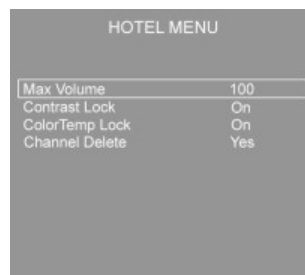 HOTEL MENU
Max Volume 100
Contrast Lock On
ColorTemp Lock On
Channel Delete Yes